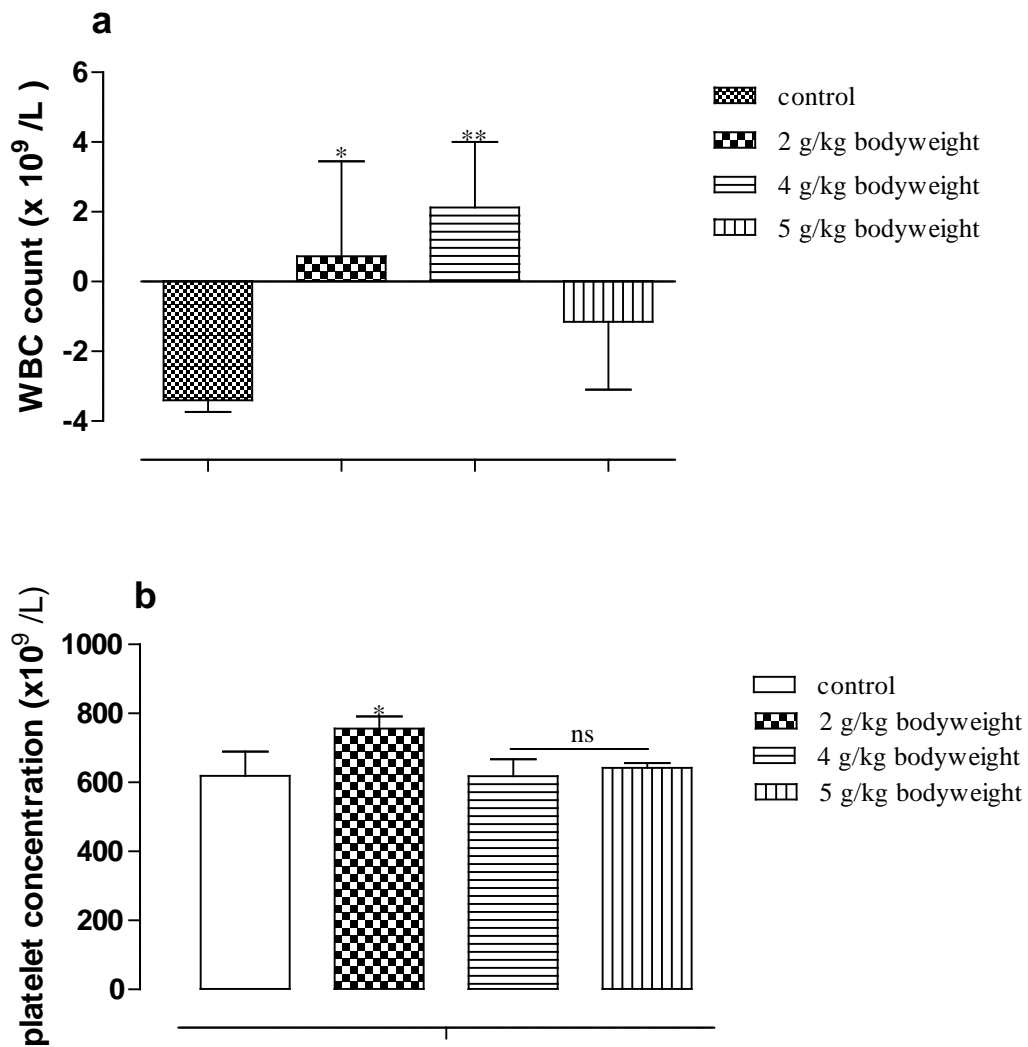 a
WBC count (x 10⁹ /L)
6
4
2
0
-2
-4
*
**
control
2 g/kg bodyweight
4 g/kg bodyweight
5 g/kg bodyweight
b
platelet concentration (x10⁹ /L)
1000
800
600
400
200
0
*
ns
control
2 g/kg bodyweight
4 g/kg bodyweight
5 g/kg bodyweight